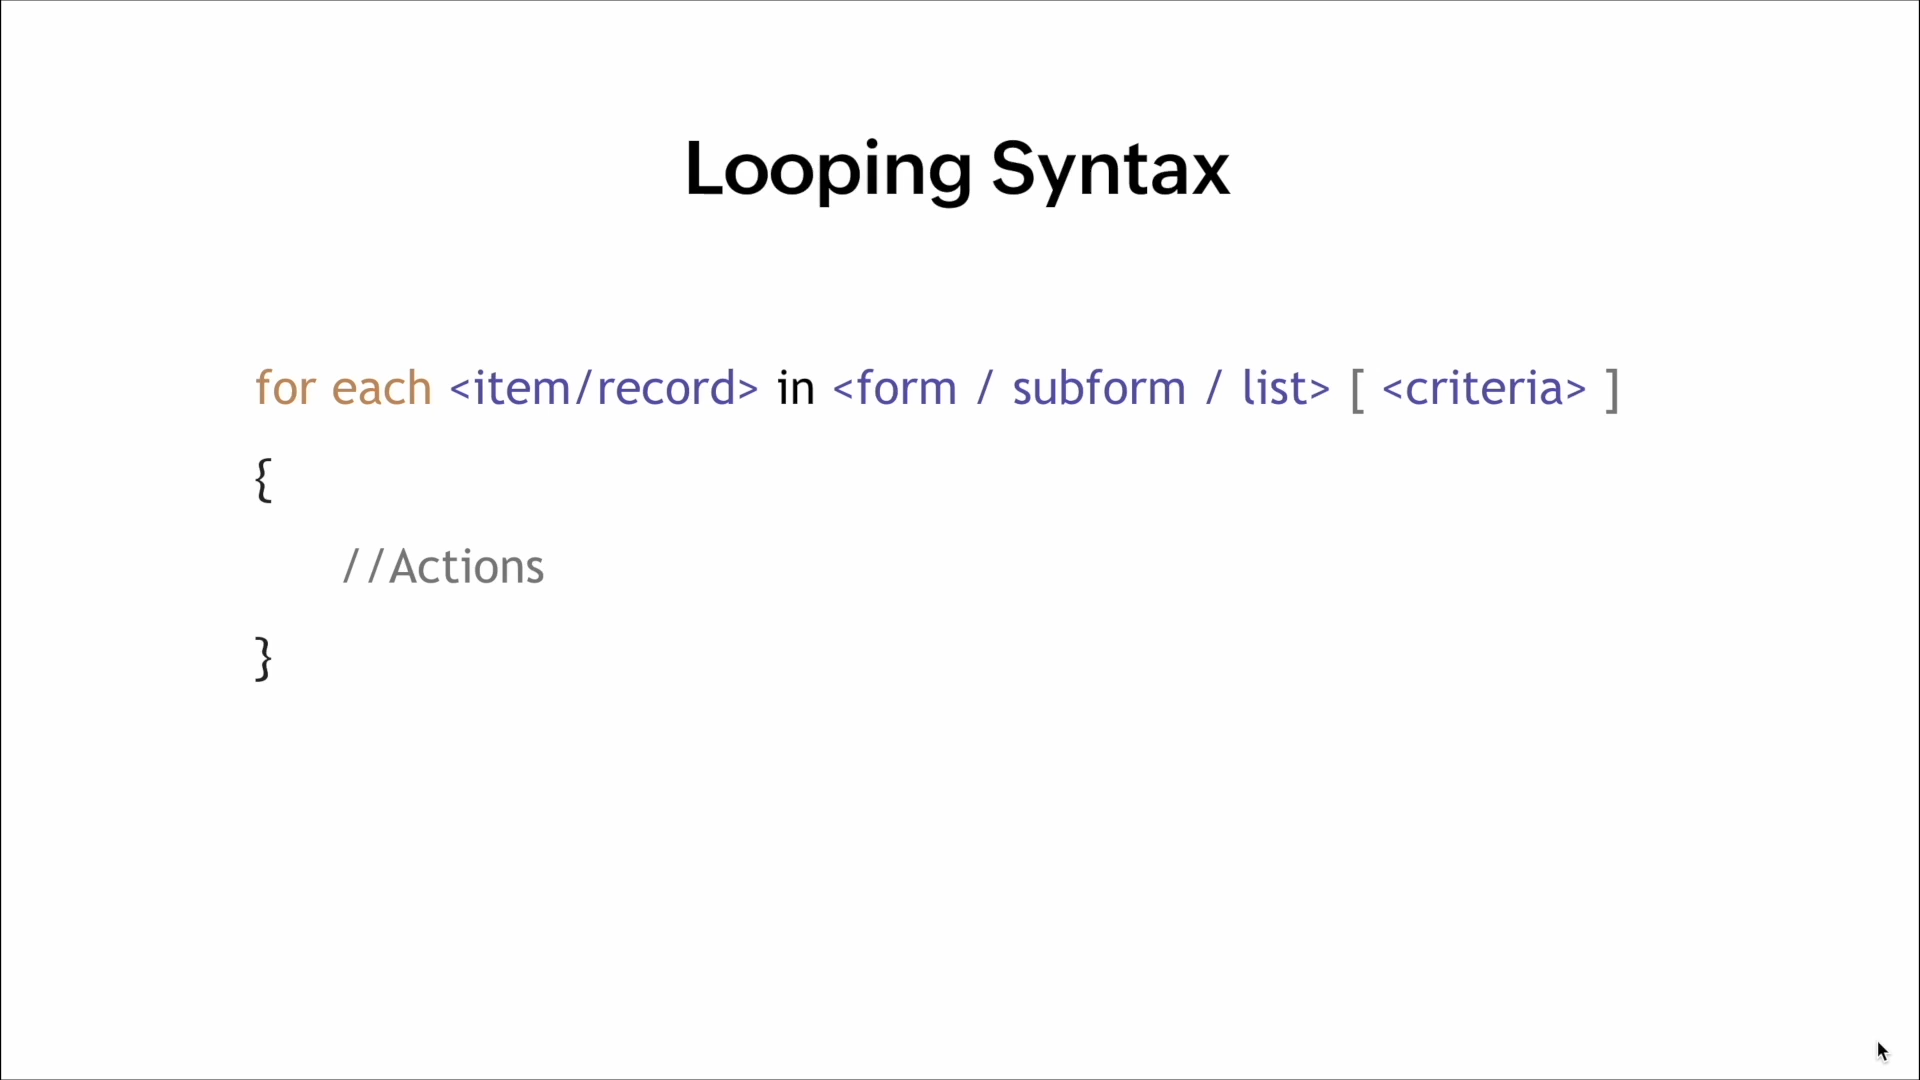 Looping Syntax
for each <item/record> in <form / subform / list> [ <criteria> ]
{
//Actions
}